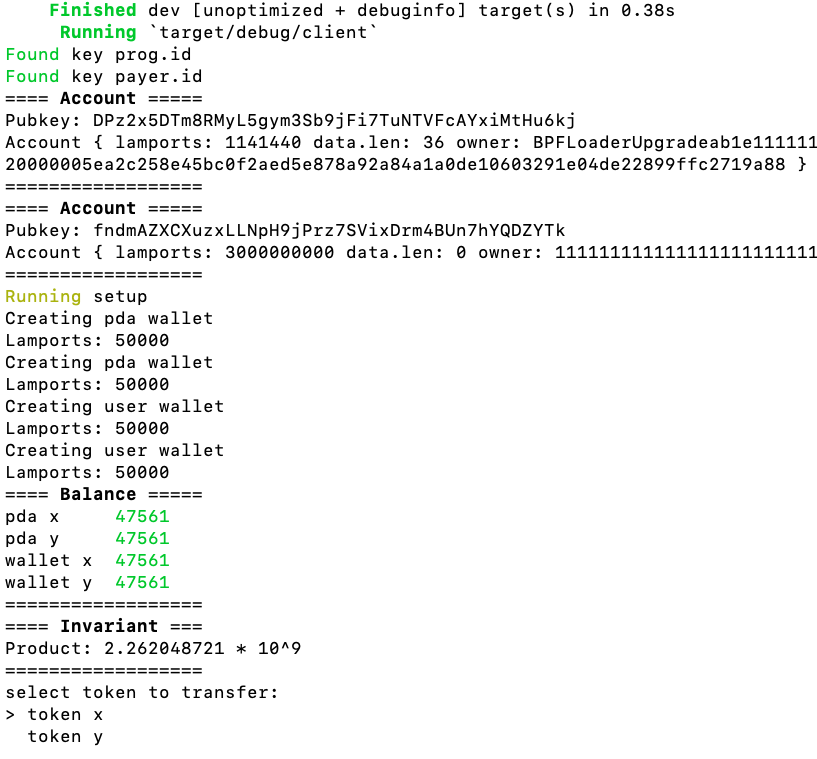 Finished dev [unoptimized + debuginfo] target(s) in 0.38s
Running `target/debug/client`
Found key prog.id
Found key payer.id
==== Account =====
Pubkey: DPz2x5DTm8RMyL5gym3Sb9jFi7TuNTVFcAYxiMtHu6kj
Account { lamports: 1141440 data.len: 36 owner: BPFLoaderUpgradeab1e111111
20000005ea2c258e45bc0f2aed5e878a92a84a1a0de10603291e04de22899ffc2719a88 }
==================
==== Account =====
Pubkey: fndmAZXCXuzxLLNpH9jPrz7SVixDrm4BUn7hYQDZYTk
Account { lamports: 3000000000 data.len: 0 owner: 111111111111111111111111
==================
Running setup
Creating pda wallet
Lamports: 50000
Creating pda wallet
Lamports: 50000
Creating user wallet
Lamports: 50000
Creating user wallet
Lamports: 50000
==== Balance =====
pda x     47561
pda y     47561
wallet x  47561
wallet y  47561
==================
==== Invariant ===
Product: 2.262048721 * 10^9
==================
select token to transfer:
> token x
  token y